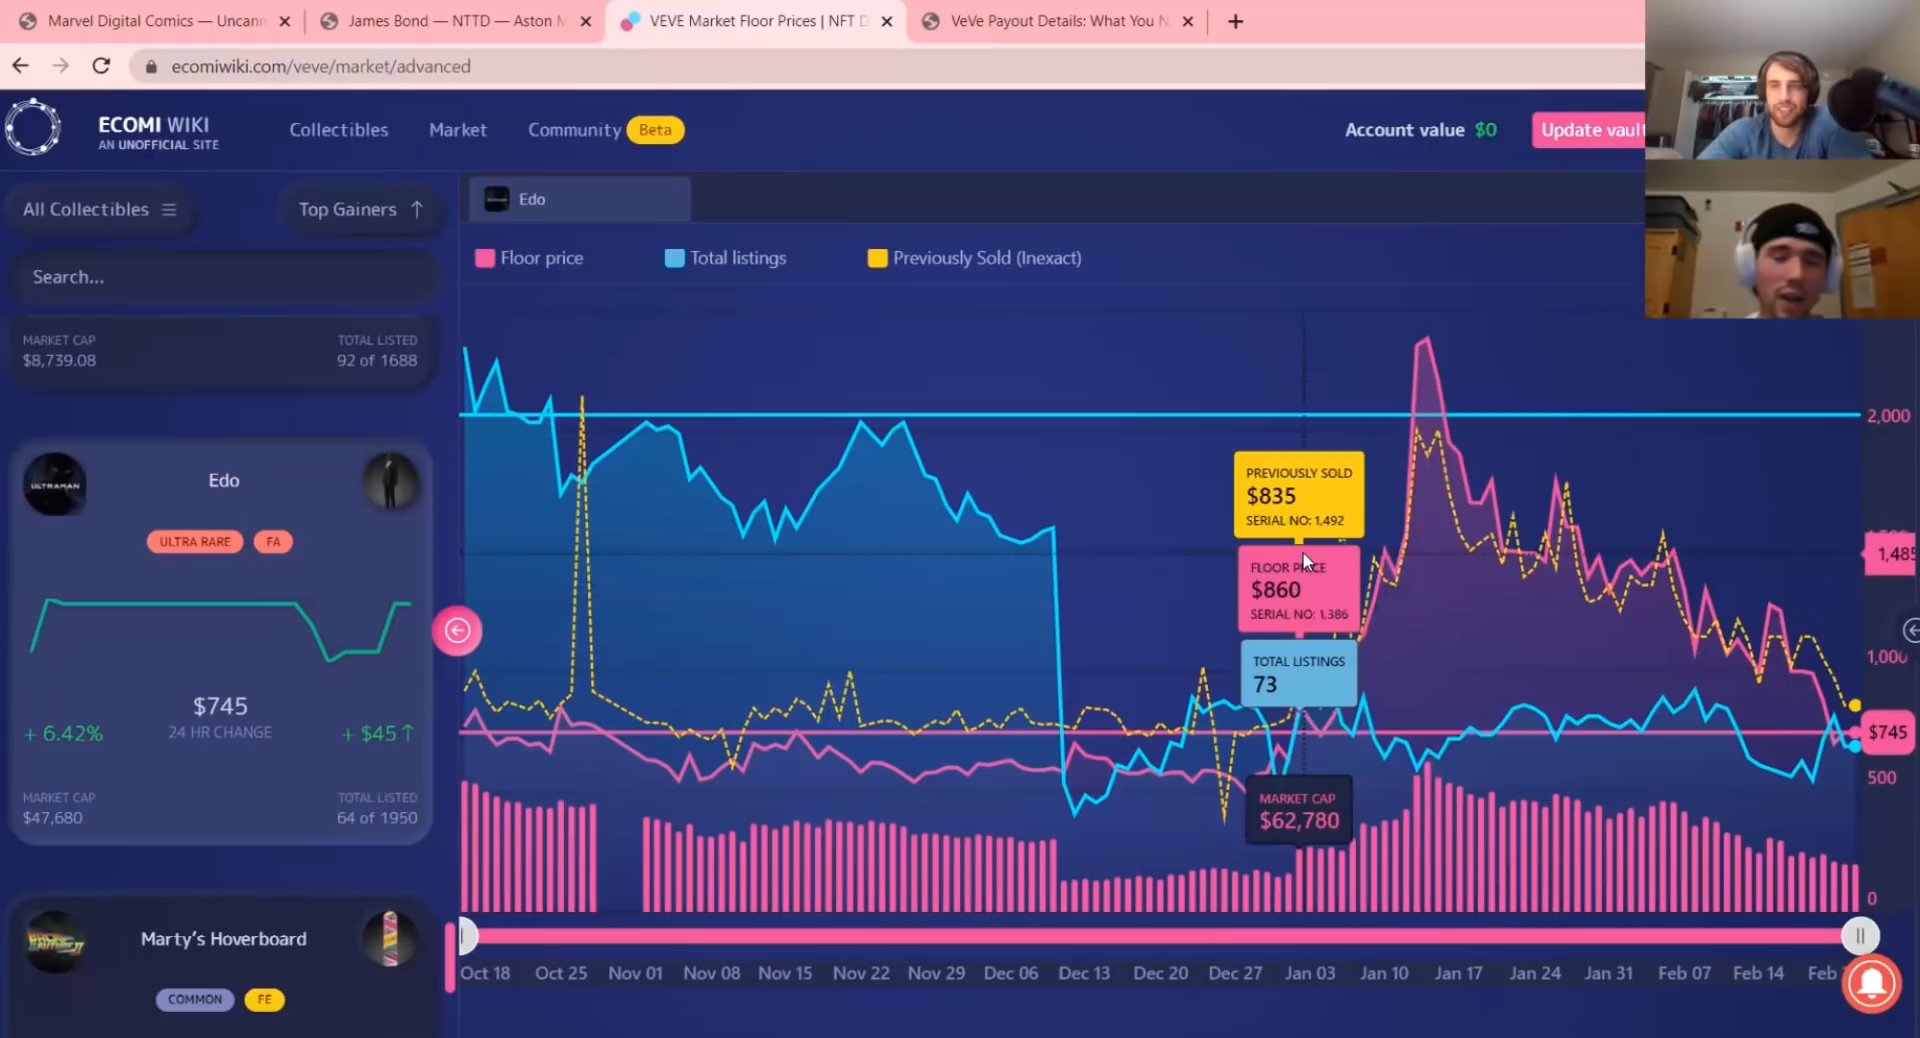 Marvel Digital Comics — Uncann
James Bond — NTTD — Aston M
VEVE Market Floor Prices | NFT D
VeVe Payout Details: What You N
ecomiwiki.com/veve/market/advanced
ECOMI WIKI
AN UNOFFICIAL SITE
Collectibles
Market
Community
Beta
Account value $0
Update vault
All Collectibles
Top Gainers ↑
Edo
Floor price
Total listings
Previously Sold (Inexact)
Search...
MARKET CAP
$8,739.08
TOTAL LISTED
92 of 1688
ULTRAMAN
Edo
ULTRA RARE
FA
$745
+ 6.42%
24 HR CHANGE
+ $45↑
MARKET CAP
$47,680
TOTAL LISTED
64 of 1950
Marty's Hoverboard
COMMON
FE
PREVIOUSLY SOLD
$835
SERIAL NO: 1,492
FLOOR PRICE
$860
SERIAL NO: 1,386
TOTAL LISTINGS
73
MARKET CAP
$62,780
2,000
1,485
1,000
$745
500
0
Oct 18
Oct 25
Nov 01
Nov 08
Nov 15
Nov 22
Nov 29
Dec 06
Dec 13
Dec 20
Dec 27
Jan 03
Jan 10
Jan 17
Jan 24
Jan 31
Feb 07
Feb 14
Feb